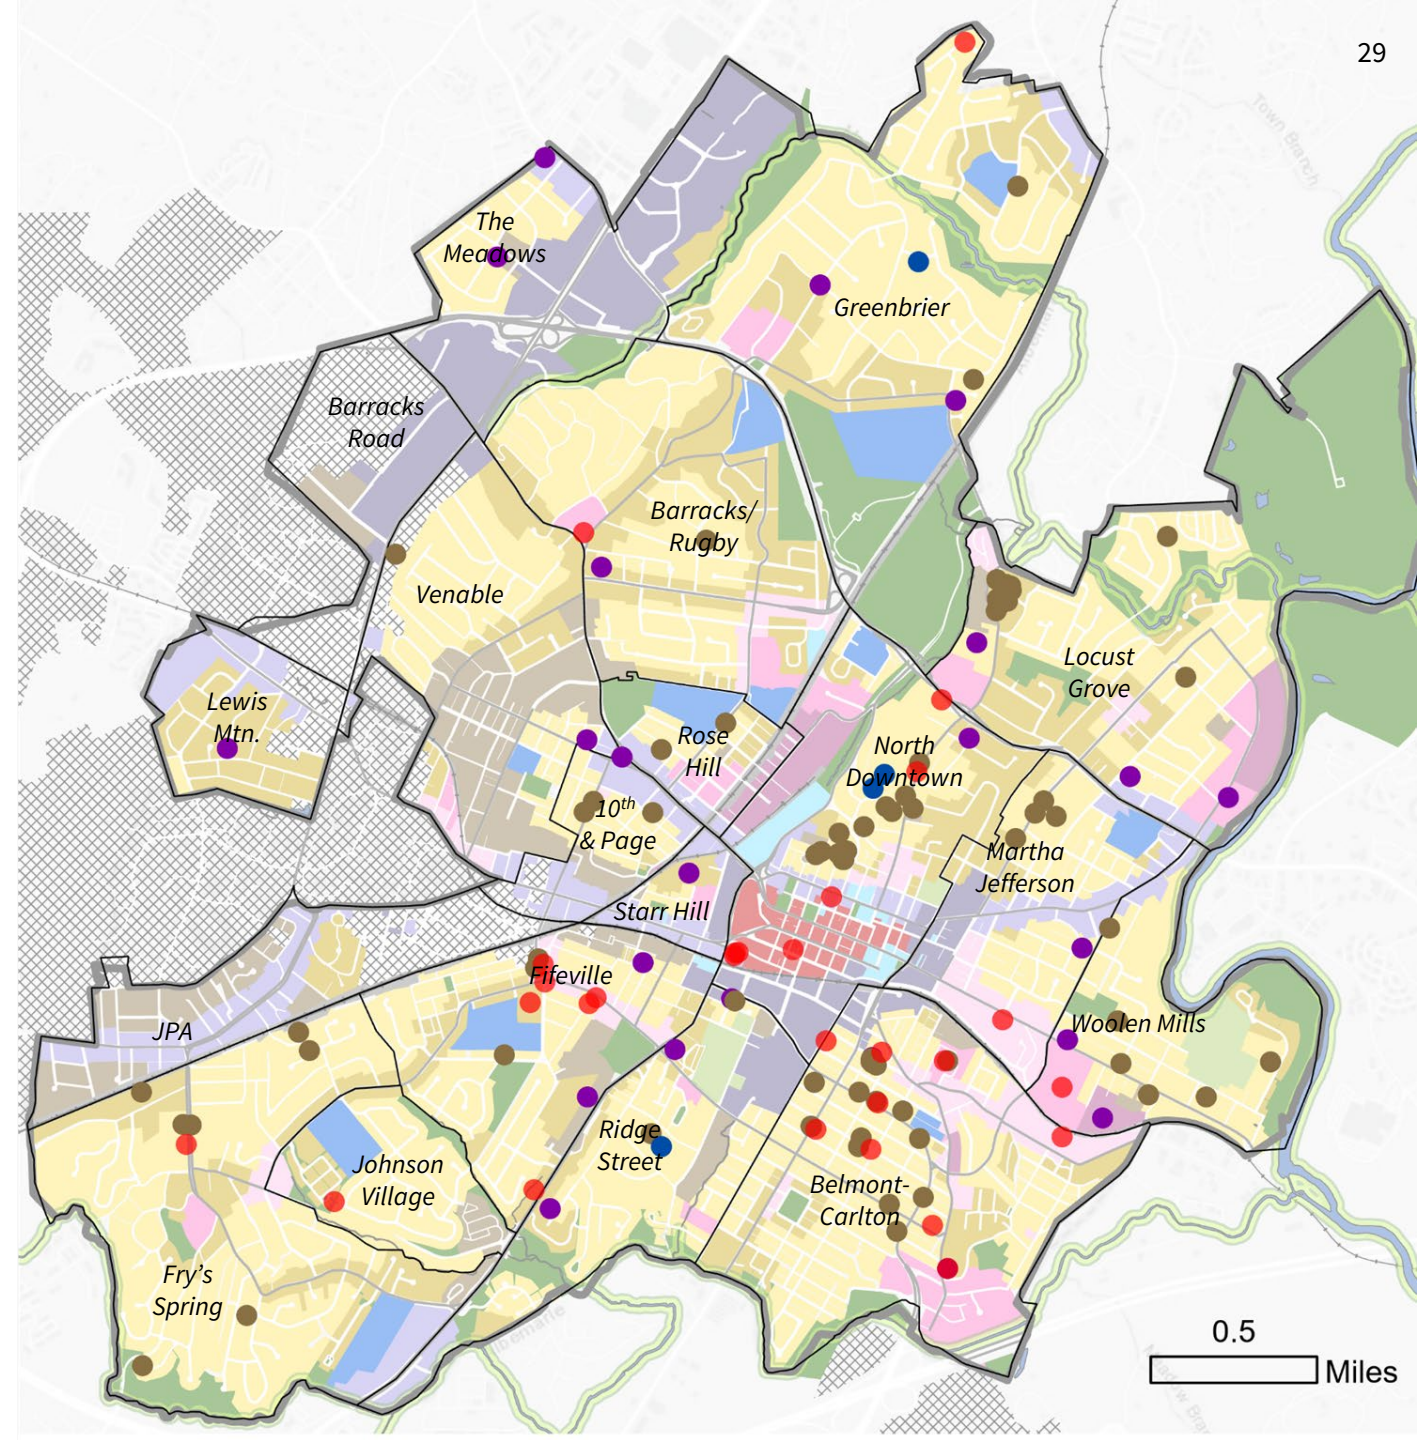 29
Town Branch
The
Meadows
Greenbrier
Barracks
Road
Barracks/
Rugby
Venable
Locust
Grove
Lewis
Mtn.
Rose
Hill
North
Downtown
10th
& Page
Martha
Jefferson
Starr Hill
Fifeville
JPA
Woolen Mills
Ridge
Street
Johnson
Village
Belmont-
Carlton
Fry's
Spring
0.5
Miles